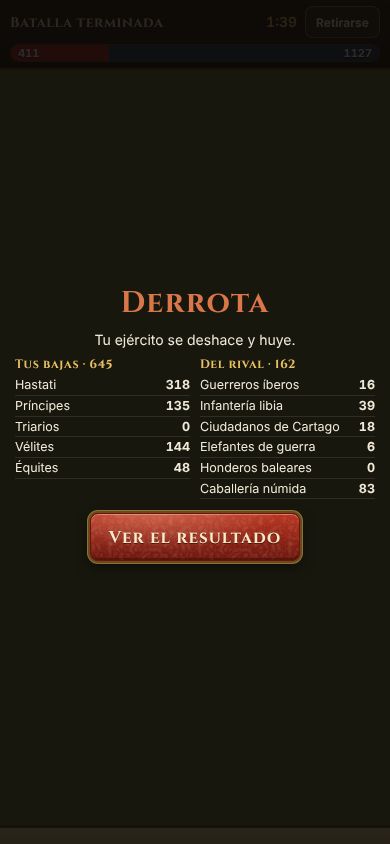 Batalla terminada 1:39 Retirarse
411 1127
Derrota
Tu ejército se deshace y huye.
Tus bajas · 645
Hastati 318
Príncipes 135
Triarios 0
Vélites 144
Équites 48
Del rival · 162
Guerreros íberos 16
Infantería libia 39
Ciudadanos de Cartago 18
Elefantes de guerra 6
Honderos baleares 0
Caballería númida 83
Ver el resultado